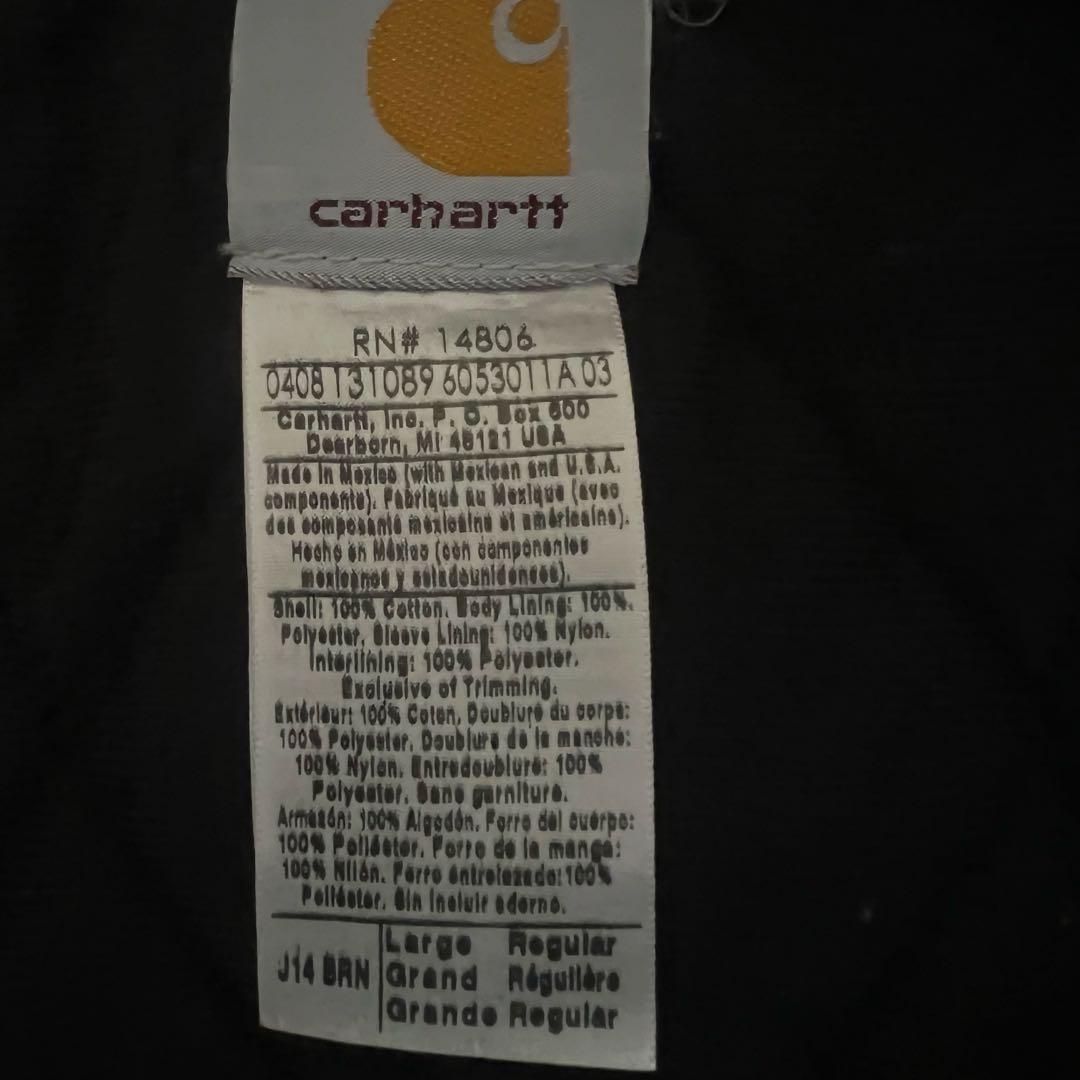 carhartt
RN# 14806
0408 131089 6053011A 03
Carhartt, Inc. P. O. Box 600
Dearborn, MI 48121 USA
Made in Mexico (with Mexican and U.S.A.
components). Fabriqué au Mexique (avec
des composants mexicains et américains).
Hecho en México (con componentes
mexicanos y estadounidenses).
Shell: 100% Cotton. Body Lining: 100%
Polyester. Sleeve Lining: 100% Nylon.
Interlining: 100% Polyester.
Exclusive of Trimming.
Extérieur: 100% Coton. Doublure du corps:
100% Polyester. Doublure de la manche:
100% Nylon. Entredoublure: 100%
Polyester. Sans garniture.
Armazón: 100% Algodón. Forro del cuerpo:
100% Poliéster. Forro de la manga:
100% Nilón. Forro entrelazado: 100%
Poliéster. Sin incluir adorno.
J14 BRN
Large Regular
Grand Régulière
Grande Regular